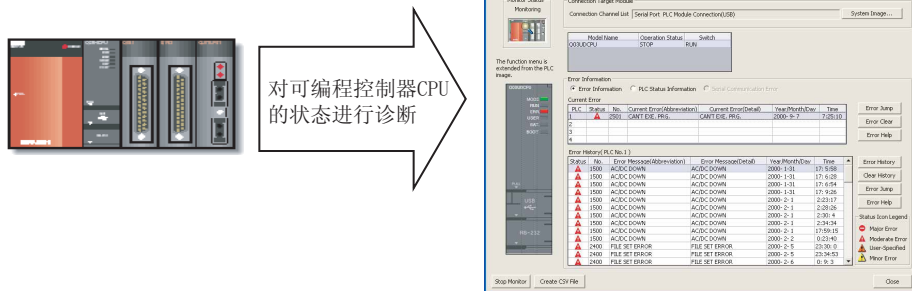 对可编程控制器CPU
的状态进行诊断
Monitor Status
Monitoring
The function menu is
extended from the PLC
image.
Connection Target Module
Connection Channel List Serial Port PLC Module Connection(USB)
System Image...
Model Name Operation Status Switch
Q03UDCPU STOP RUN
Error Information
Error Information PLC Status Information Serial Communication Error
Current Error
PLC Status No. Current Error(Abbreviation) Current Error(Detail) Year/Month/Day Time
1 2501 CAN'T EXE. PRG. CAN'T EXE. PRG. 2000- 9- 7 7:25:10
2
3
4
Error Jump
Error Clear
Error Help
Error History( PLC No.1 )
Status No. Error Message(Abbreviation) Error Message(Detail) Year/Month/Day Time
1500 AC/DC DOWN AC/DC DOWN 2000- 1-31 17: 5:58
1500 AC/DC DOWN AC/DC DOWN 2000- 1-31 17: 6:28
1500 AC/DC DOWN AC/DC DOWN 2000- 1-31 17: 6:54
1500 AC/DC DOWN AC/DC DOWN 2000- 1-31 17: 9:26
1500 AC/DC DOWN AC/DC DOWN 2000- 2- 1 2:23:17
1500 AC/DC DOWN AC/DC DOWN 2000- 2- 1 2:28:26
1500 AC/DC DOWN AC/DC DOWN 2000- 2- 1 2:30: 4
1500 AC/DC DOWN AC/DC DOWN 2000- 2- 1 2:34:34
1500 AC/DC DOWN AC/DC DOWN 2000- 2- 1 17:59:15
1500 AC/DC DOWN AC/DC DOWN 2000- 2- 2 0:23:40
2400 FILE SET ERROR FILE SET ERROR 2000- 2- 5 23:30: 0
2400 FILE SET ERROR FILE SET ERROR 2000- 2- 5 23:34:53
2400 FILE SET ERROR FILE SET ERROR 2000- 2- 6 0: 9: 3
Error History
Clear History
Error Jump
Error Help
Status Icon Legend
Major Error
Moderate Error
User-Specified
Minor Error
Q03UDCPU
MODE
RUN
ERR.
USER
BAT.
BOOT
PULL
USB
RS-232
Stop Monitor
Create CSV File
Close